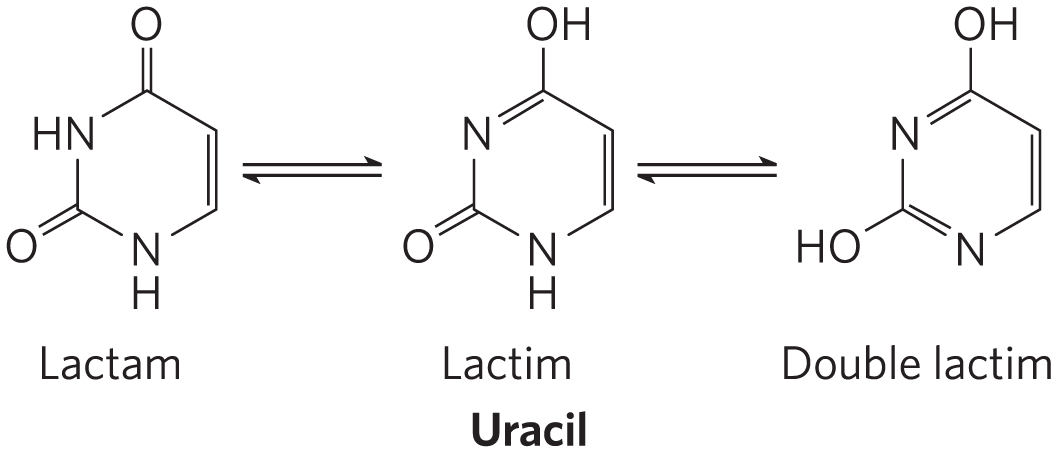 O OH OH
HN N N
O N O N HO N
H H
Lactam Lactim Double lactim
Uracil